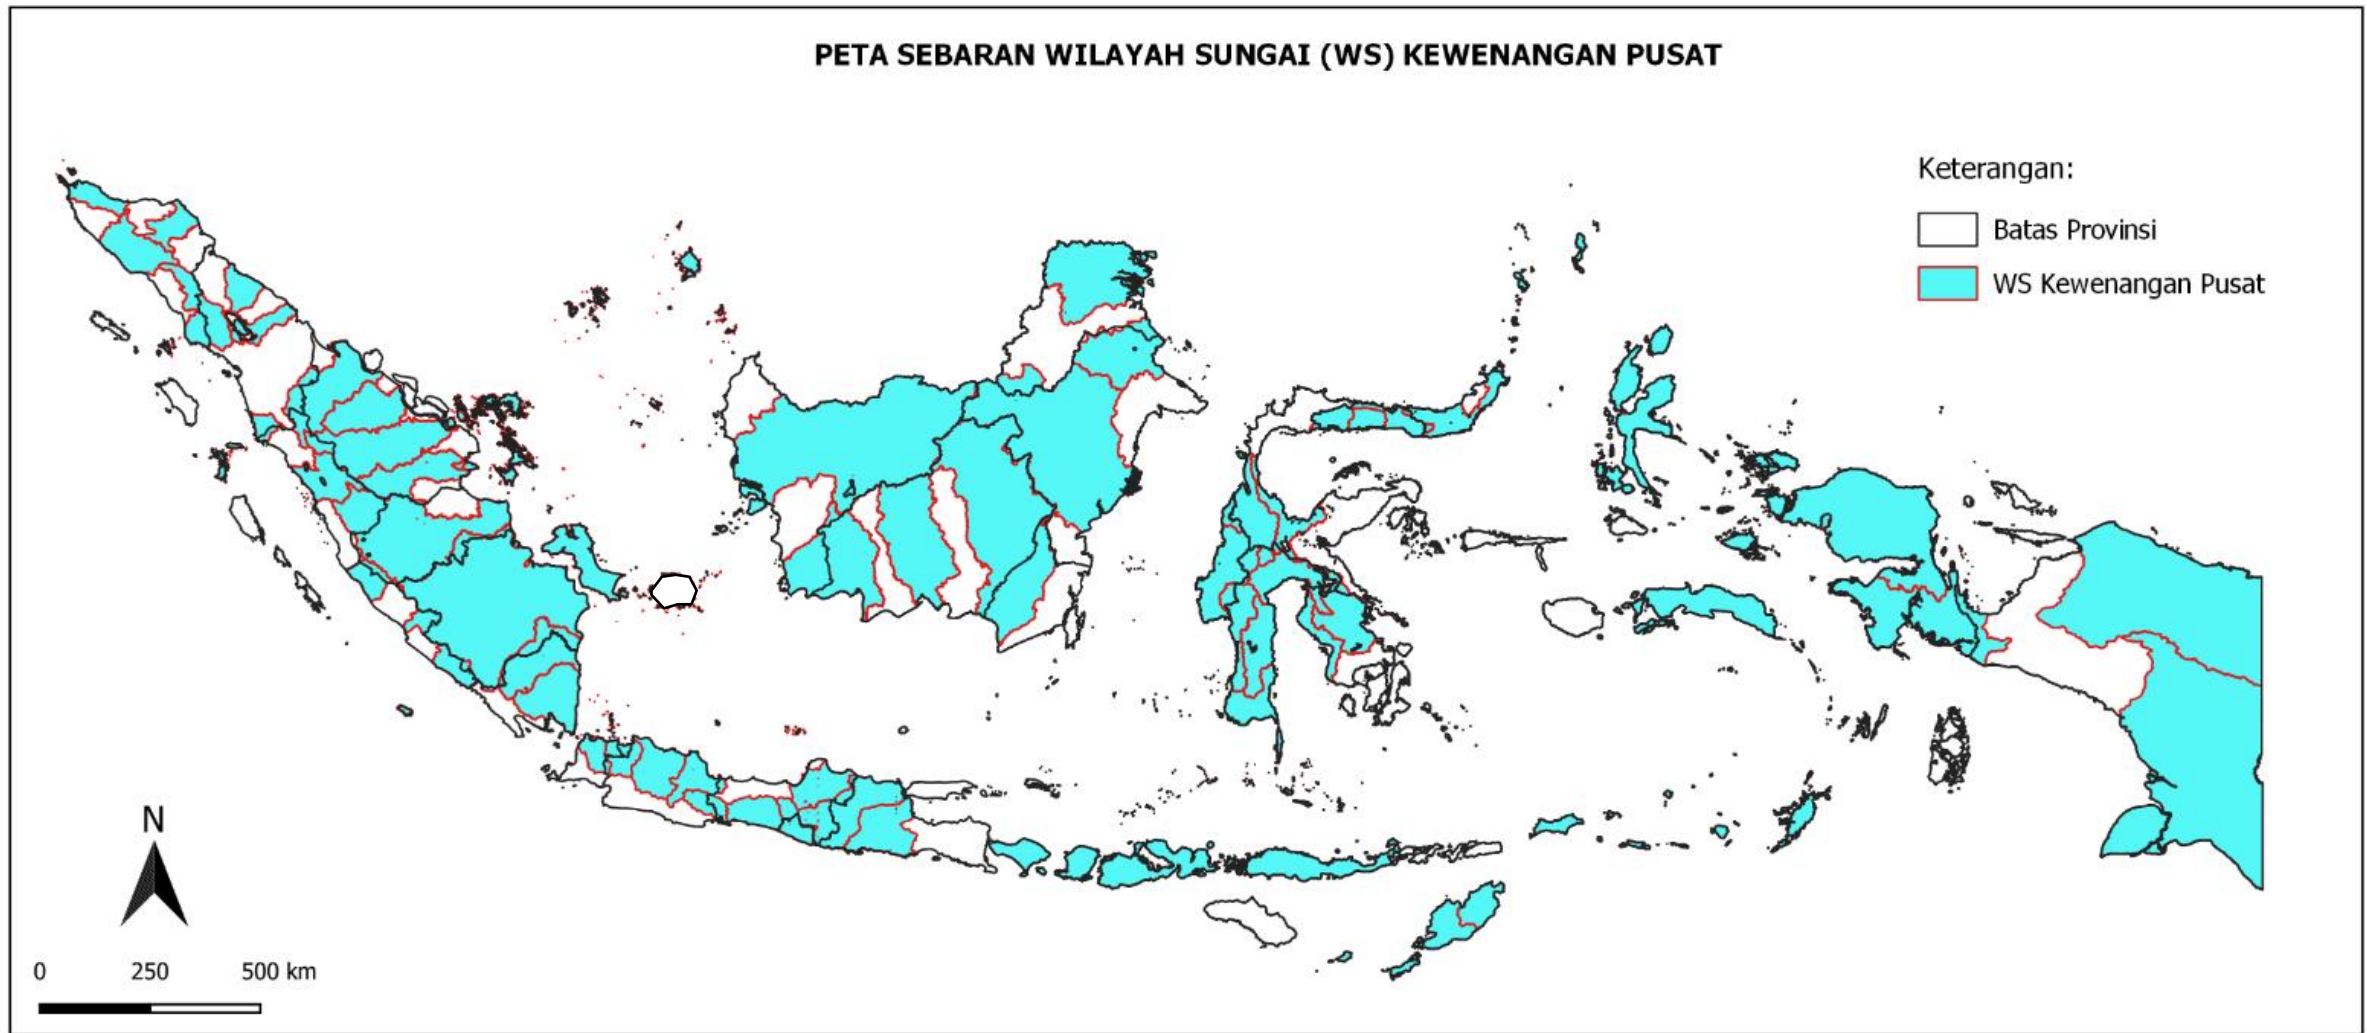 PETA SEBARAN WILAYAH SUNGAI (WS) KEWENANGAN PUSAT
Keterangan:
Batas Provinsi
WS Kewenangan Pusat
N
0 250 500 km